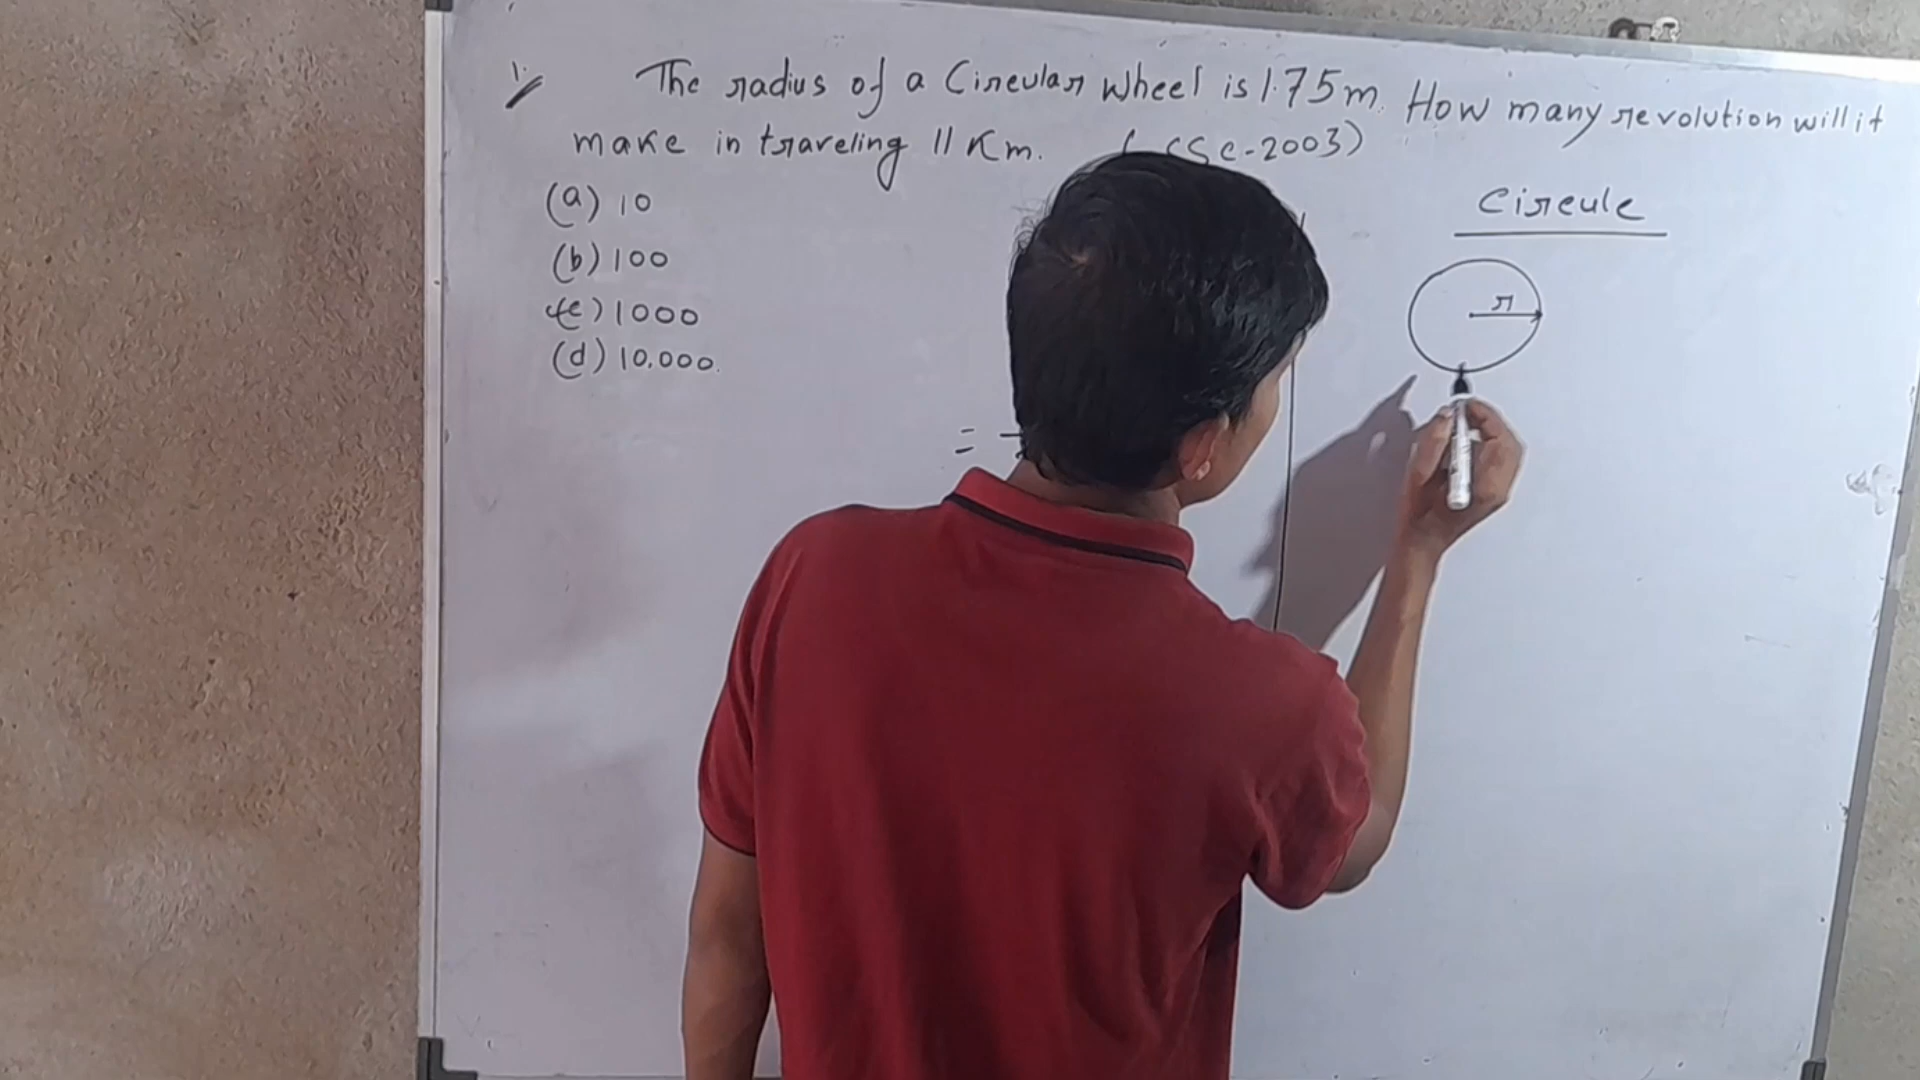 1.
The radius of a Circular Wheel is 1.75m. How many revolution will it
make in traveling 11 Km. ( SC-2003)
(a) 10
(b) 100
(c) 1000
(d) 10,000.
=
Circule
r